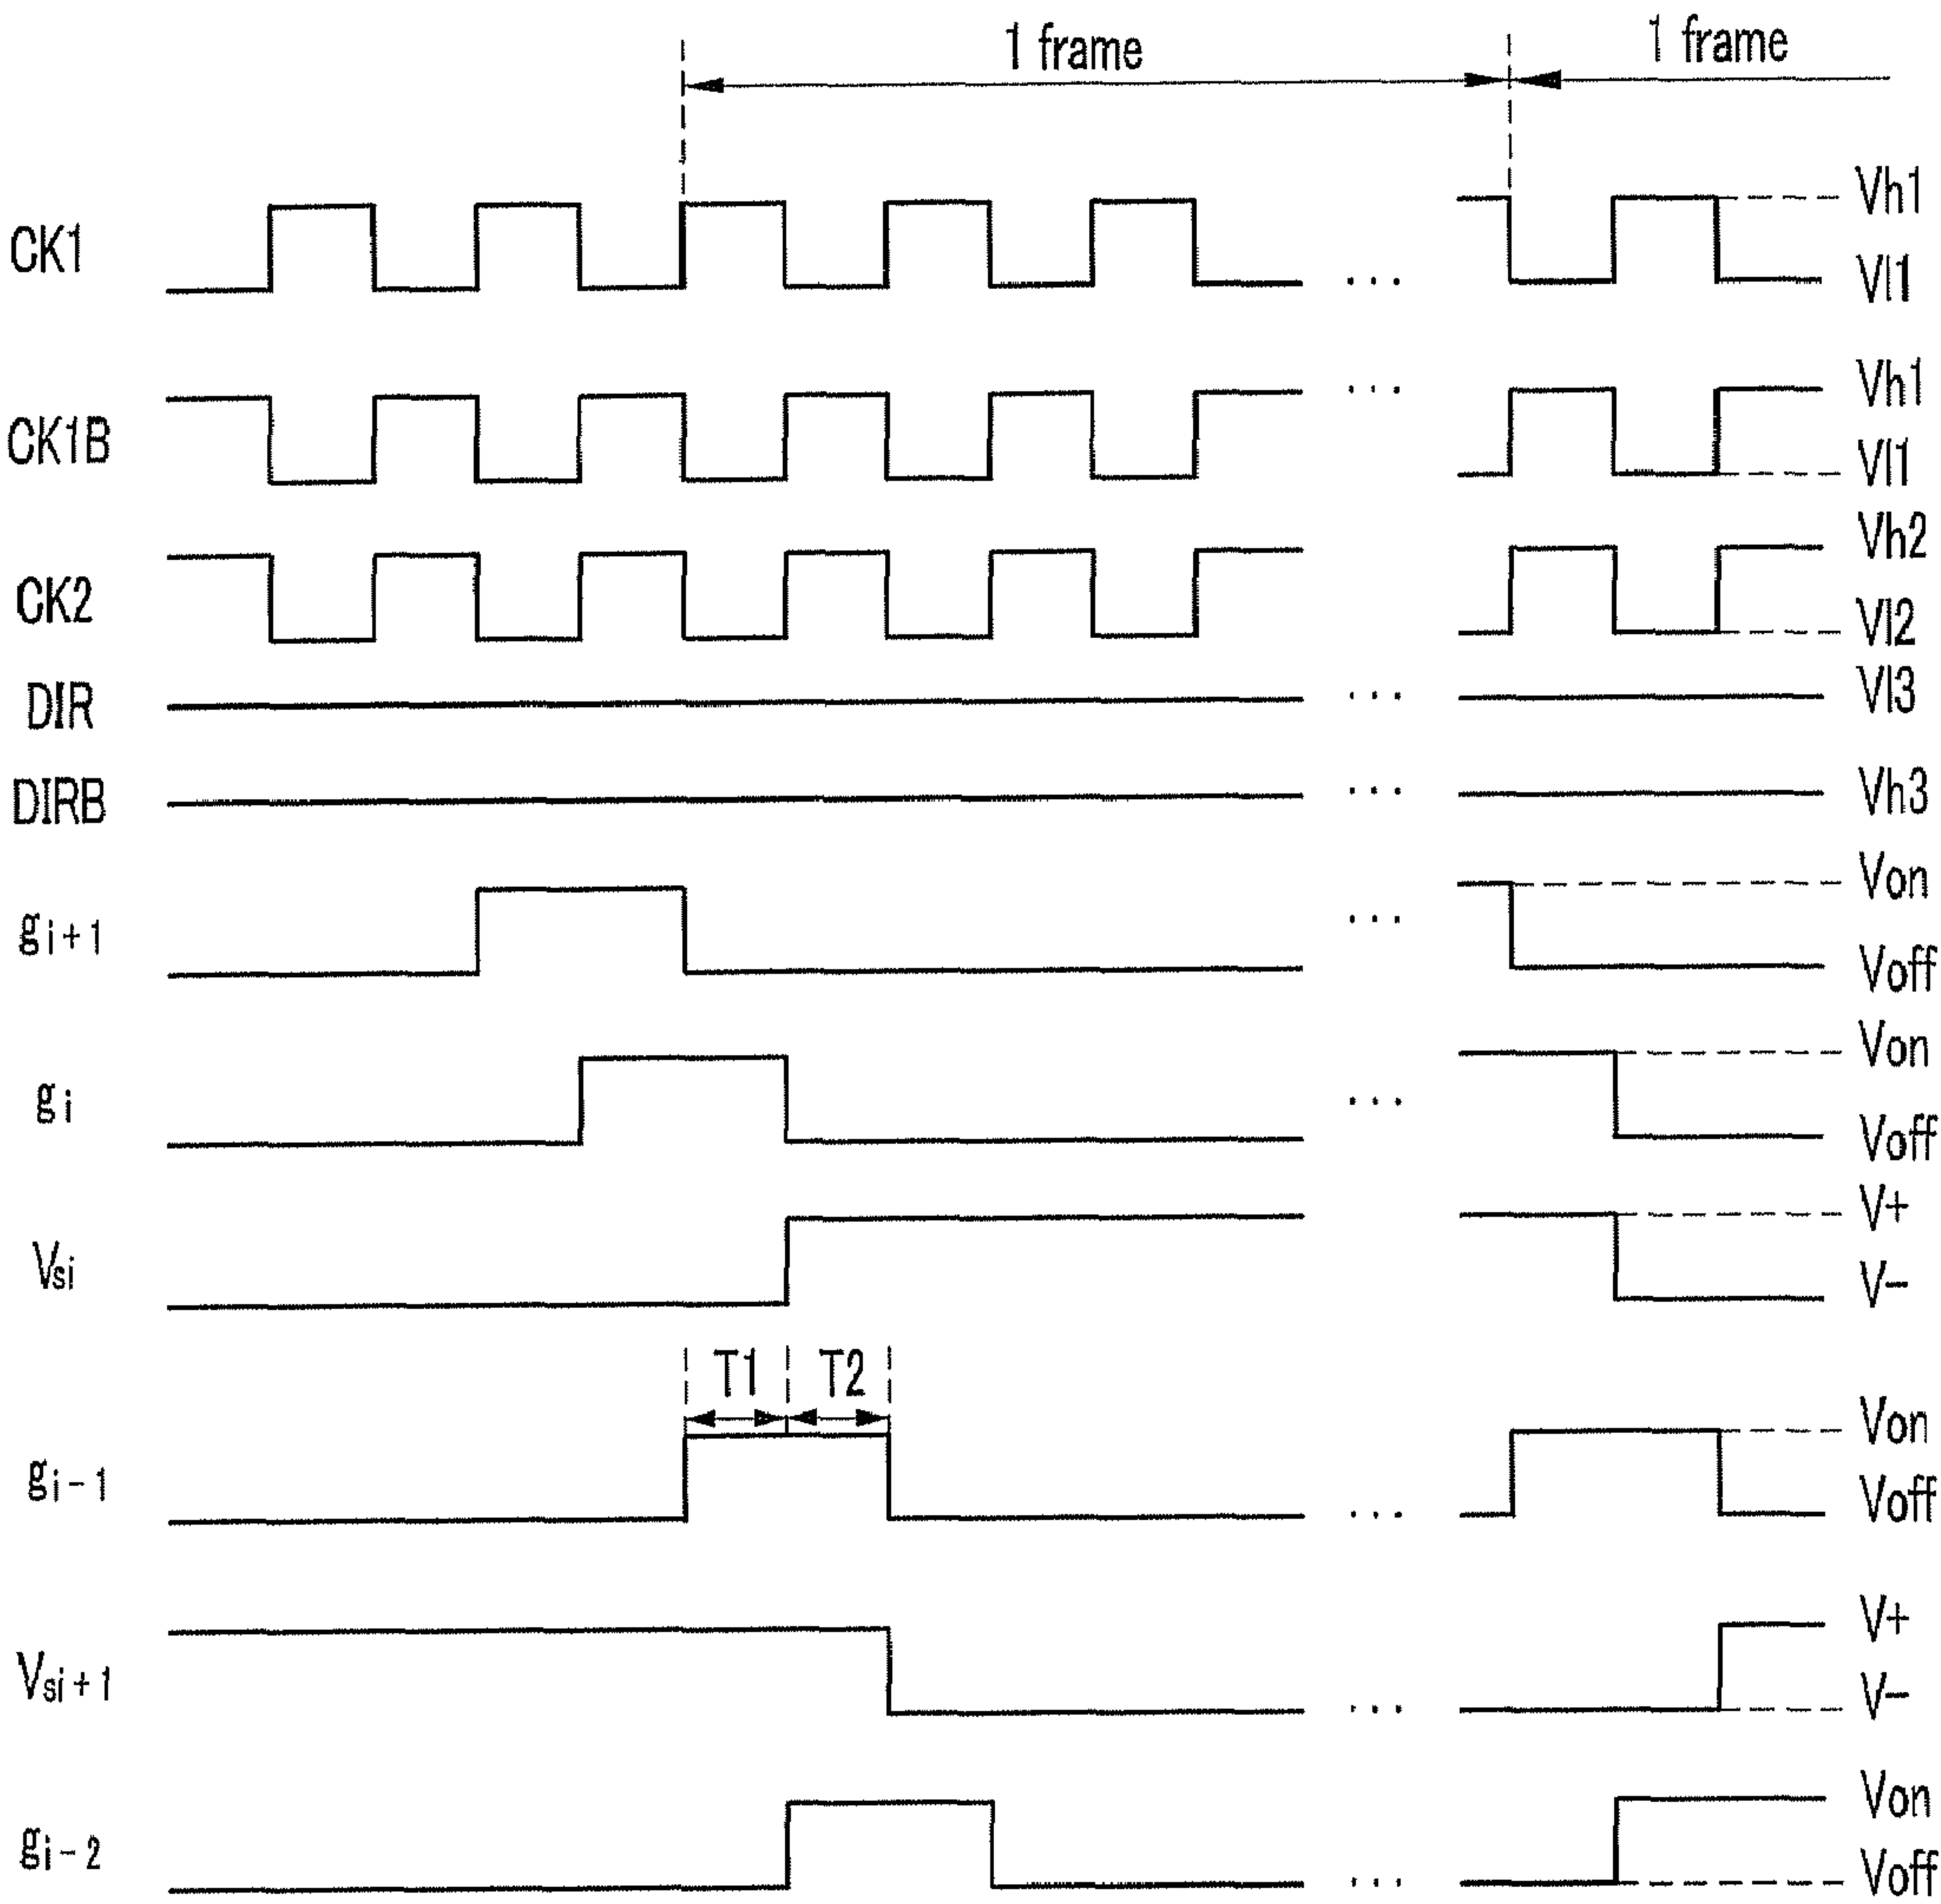 1 frame 1 frame
CK1 Vh1 Vl1
...
CK1B Vh1 Vl1
...
CK2 Vh2 Vl2
DIR ... Vl3
DIRB ... Vh3
gi+1 ... Von Voff
gi ... Von Voff
Vsi V+ V-
T1 T2
gi-1 ... Von Voff
Vsi+1 ... V+ V-
gi-2 ... Von Voff